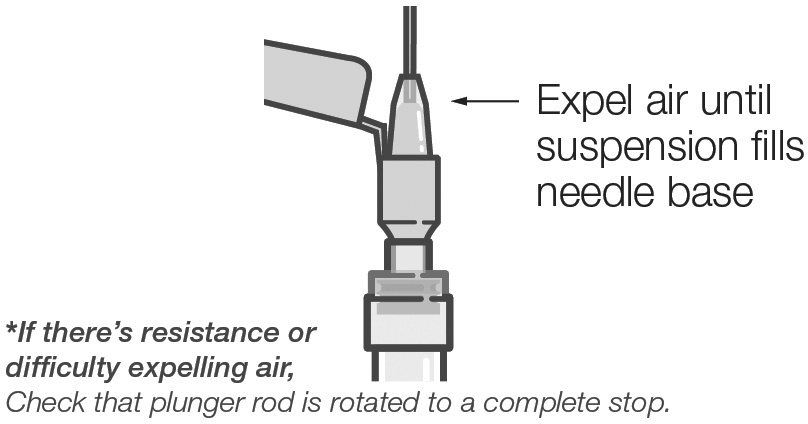 Expel air until
suspension fills
needle base
*If there’s resistance or
difficulty expelling air,
Check that plunger rod is rotated to a complete stop.